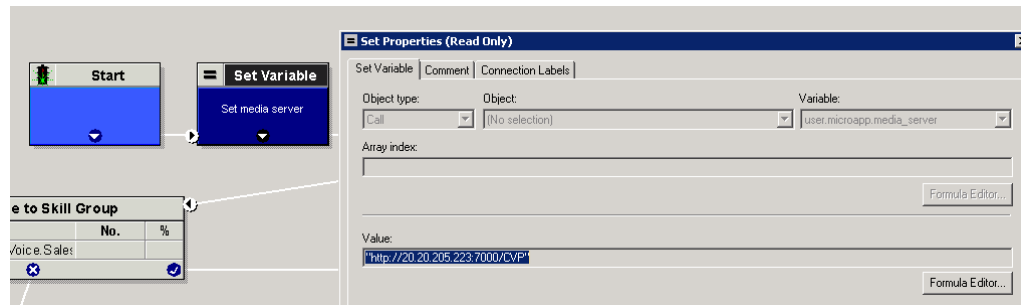 Start
= Set Variable
Set media server
e to Skill Group
No. %
Voice.Sales
Set Properties (Read Only)
Set Variable Comment Connection Labels
Object type: Object: Variable:
Call (No selection) user.microapp.media_server
Array index:
Formula Editor...
Value:
"http://20.20.205.223:7000/CVP"
Formula Editor...